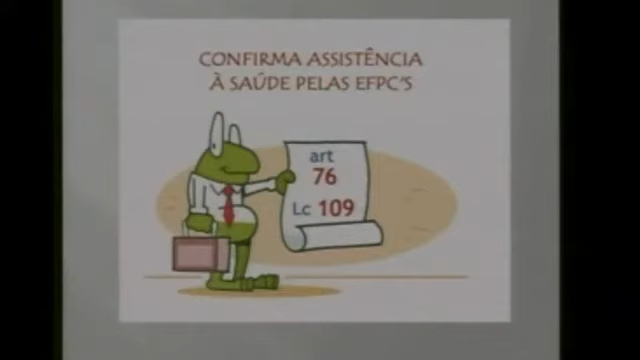 CONFIRMA ASSISTÊNCIA
À SAÚDE PELAS EFPC'S
art
76
Lc 109